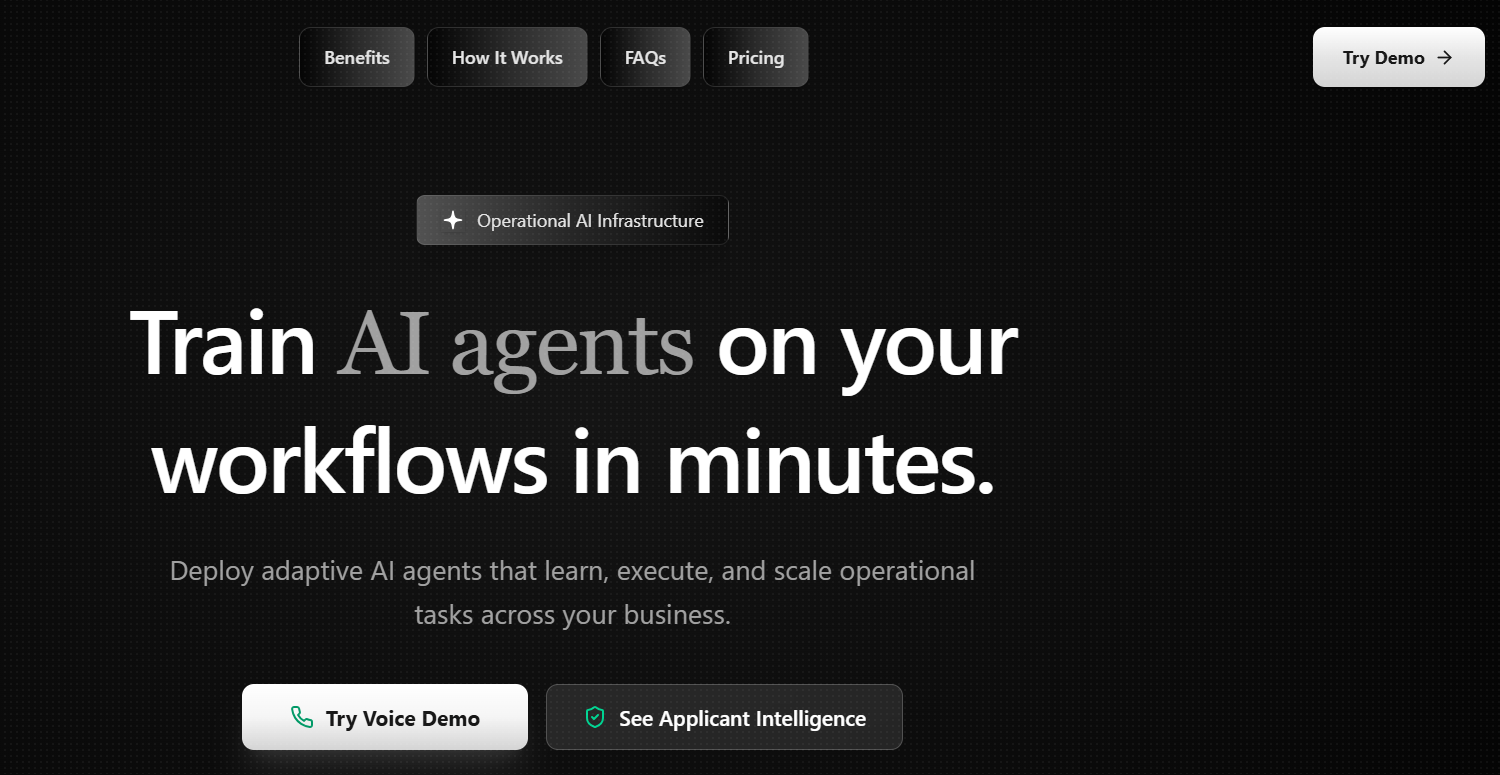 Benefits
How It Works
FAQs
Pricing
Try Demo
Operational AI Infrastructure
Train AI agents on your
workflows in minutes.
Deploy adaptive AI agents that learn, execute, and scale operational
tasks across your business.
Try Voice Demo
See Applicant Intelligence